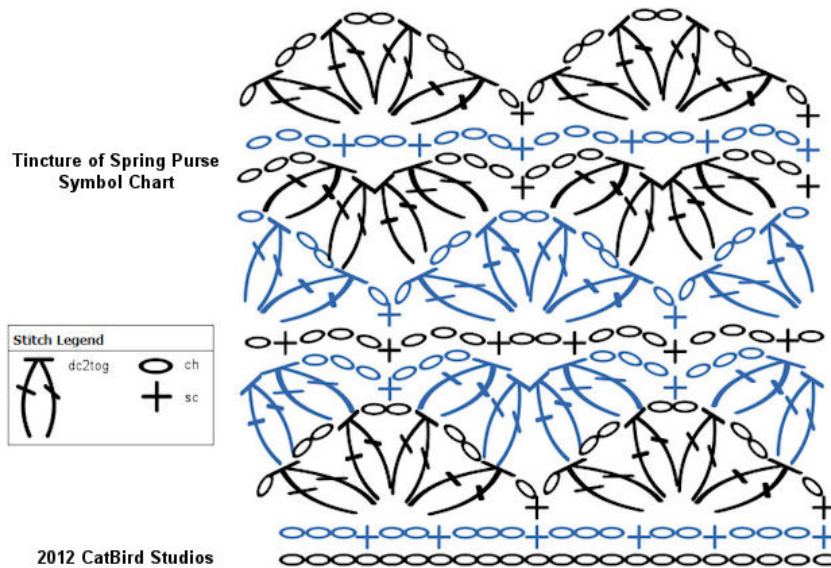 Tincture of Spring Purse
Symbol Chart
Stitch Legend
dc2tog
ch
sc
2012 CatBird Studios